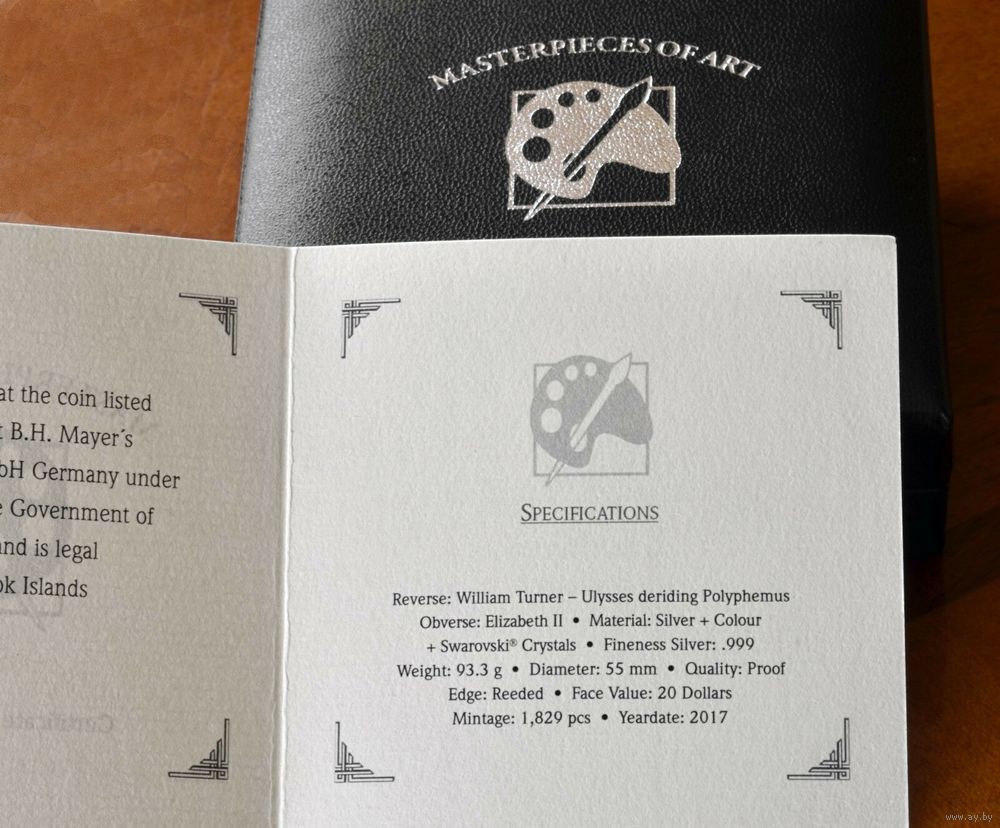 MASTERPIECES OF ART
at the coin listed
t B.H. Mayer´s
bH Germany under
e Government of
and is legal
ok Islands
SPECIFICATIONS
Reverse: William Turner – Ulysses deriding Polyphemus
Obverse: Elizabeth II • Material: Silver + Colour
+ Swarovski® Crystals • Fineness Silver: .999
Weight: 93.3 g • Diameter: 55 mm • Quality: Proof
Edge: Reeded • Face Value: 20 Dollars
Mintage: 1,829 pcs • Yeardate: 2017
www.ay.by